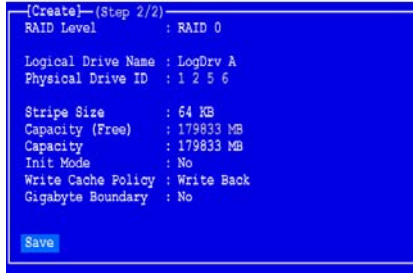 [Create] (Step 2/2)
RAID Level : RAID 0
Logical Drive Name : LogDrv A
Physical Drive ID : 1 2 5 6
Stripe Size : 64 KB
Capacity (Free) : 179833 MB
Capacity : 179833 MB
Init Mode : No
Write Cache Policy : Write Back
Gigabyte Boundary : No
Save